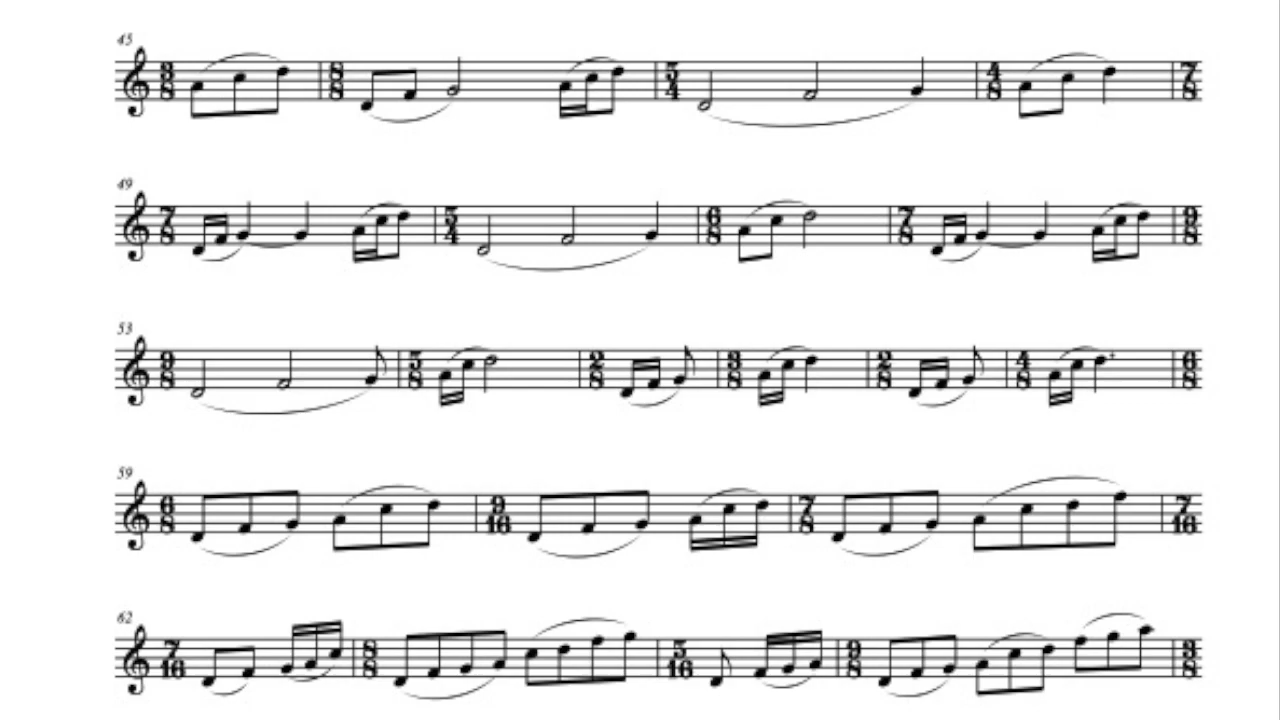 45
3 8 5 4 7
8 8 4 8 8
49
7 5 6 7 9
8 4 8 8 8
53
9 5 2 3 2 4 6
8 8 8 8 8 8 8
59
6 9 7 7
8 16 8 16
62
7 8 5 9 3
16 8 16 8 8